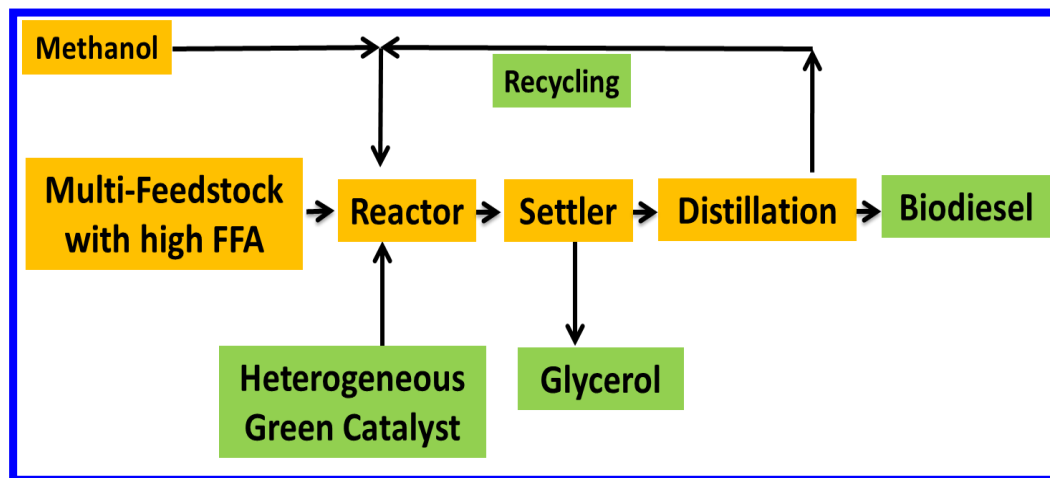 Methanol
Recycling
Multi-Feedstock
with high FFA
Reactor
Settler
Distillation
Biodiesel
Heterogeneous
Green Catalyst
Glycerol